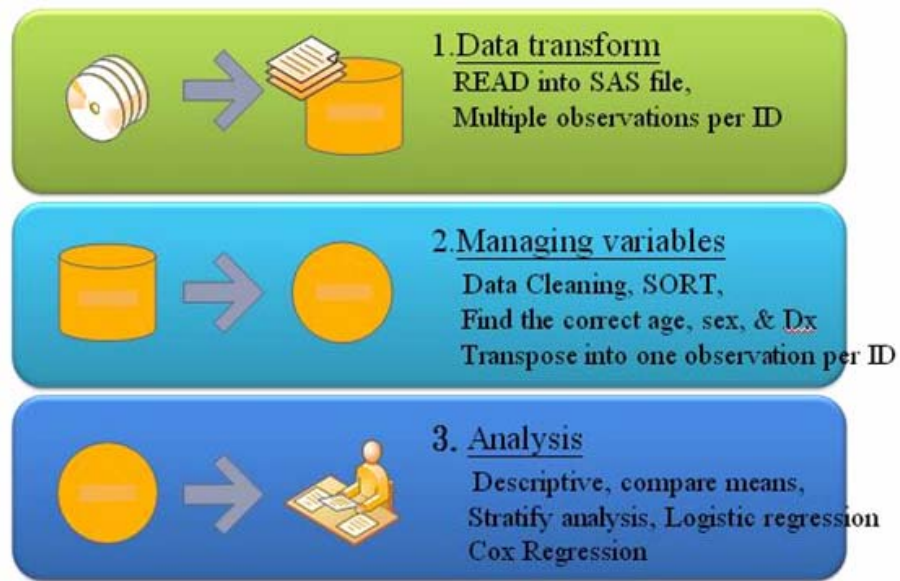 1.Data transform
READ into SAS file,
Multiple observations per ID
2.Managing variables
Data Cleaning, SORT,
Find the correct age, sex, & Dx
Transpose into one observation per ID
3. Analysis
Descriptive, compare means,
Stratify analysis, Logistic regression
Cox Regression